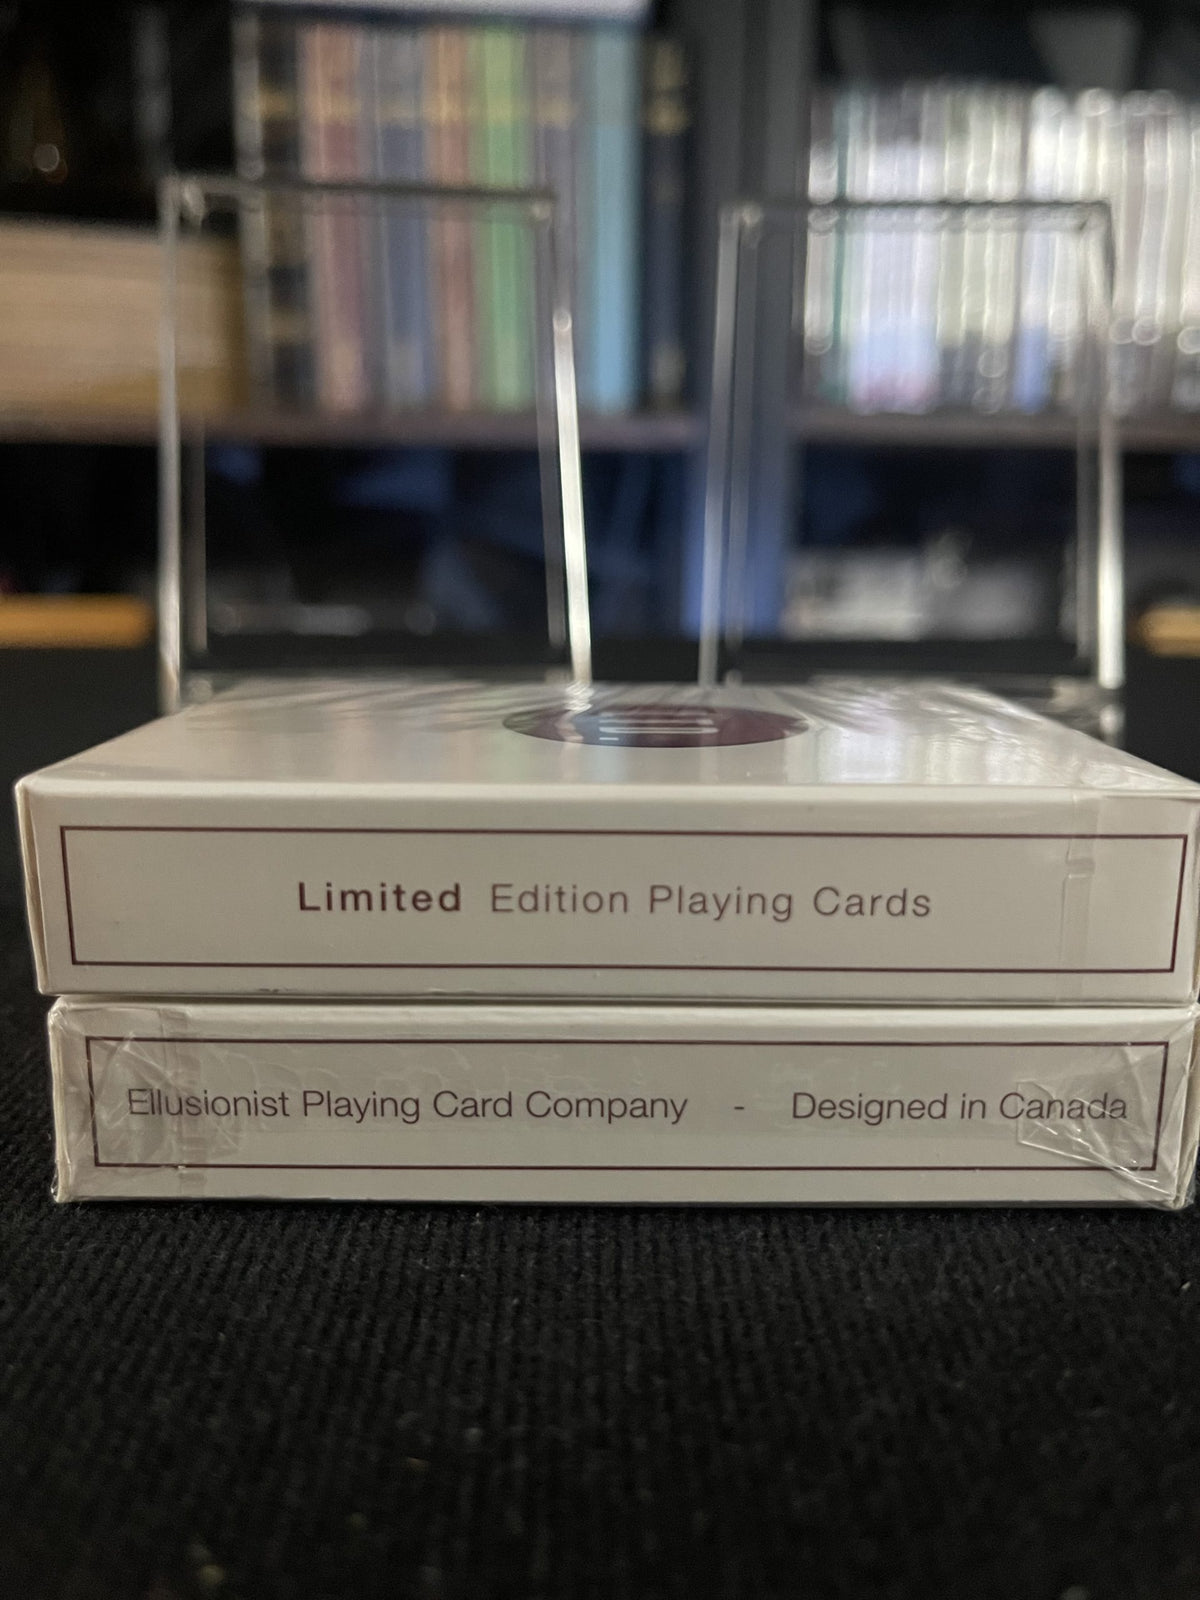 Limited Edition Playing Cards
Ellusionist Playing Card Company - Designed in Canada